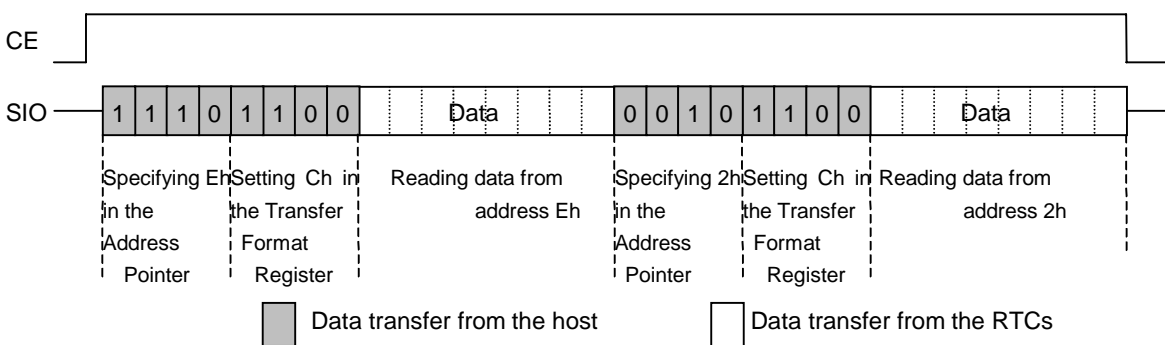 CE
SIO 1 1 1 0 1 1 0 0 Data 0 0 1 0 1 1 0 0 Data
Specifying Eh Setting Ch in Reading data from Specifying 2h Setting Ch in Reading data from
in the the Transfer address Eh in the the Transfer address 2h
Address Format Address Format
Pointer Register Pointer Register
Data transfer from the host Data transfer from the RTCs